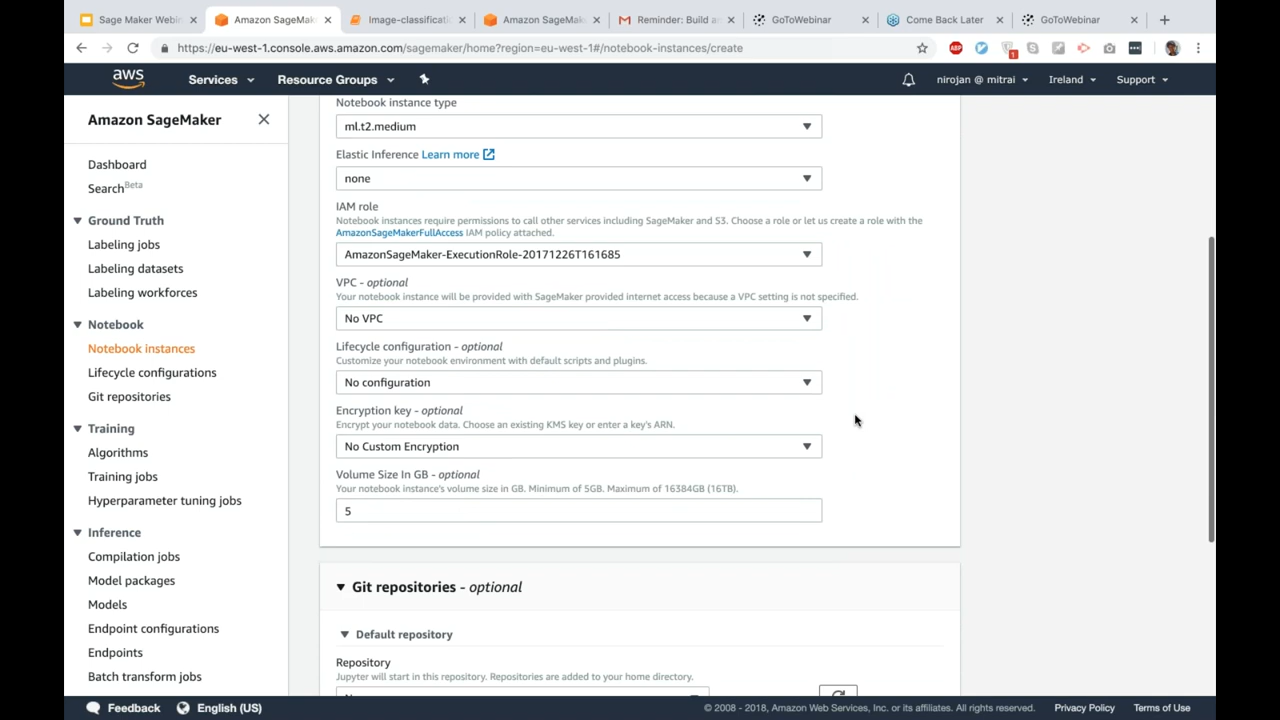 Sage Maker Webin
Amazon SageMak
Image-classificati
Amazon SageMak
Reminder: Build a
GoToWebinar
Come Back Later
GoToWebinar
https://eu-west-1.console.aws.amazon.com/sagemaker/home?region=eu-west-1#/notebook-instances/create
ABP
1
aws
Services
Resource Groups
nirojan @ mitrai
Ireland
Support
Amazon SageMaker
Dashboard
Search Beta
Ground Truth
Labeling jobs
Labeling datasets
Labeling workforces
Notebook
Notebook instances
Lifecycle configurations
Git repositories
Training
Algorithms
Training jobs
Hyperparameter tuning jobs
Inference
Compilation jobs
Model packages
Models
Endpoint configurations
Endpoints
Batch transform jobs
Notebook instance type
ml.t2.medium
Elastic Inference Learn more
none
IAM role
Notebook instances require permissions to call other services including SageMaker and S3. Choose a role or let us create a role with the
AmazonSageMakerFullAccess IAM policy attached.
AmazonSageMaker-ExecutionRole-20171226T161685
VPC - optional
Your notebook instance will be provided with SageMaker provided internet access because a VPC setting is not specified.
No VPC
Lifecycle configuration - optional
Customize your notebook environment with default scripts and plugins.
No configuration
Encryption key - optional
Encrypt your notebook data. Choose an existing KMS key or enter a key's ARN.
No Custom Encryption
Volume Size In GB - optional
Your notebook instance's volume size in GB. Minimum of 5GB. Maximum of 16384GB (16TB).
5
Git repositories - optional
Default repository
Repository
Jupyter will start in this repository. Repositories are added to your home directory.
Feedback
English (US)
© 2008 - 2018, Amazon Web Services, Inc. or its affiliates. All rights reserved.
Privacy Policy
Terms of Use